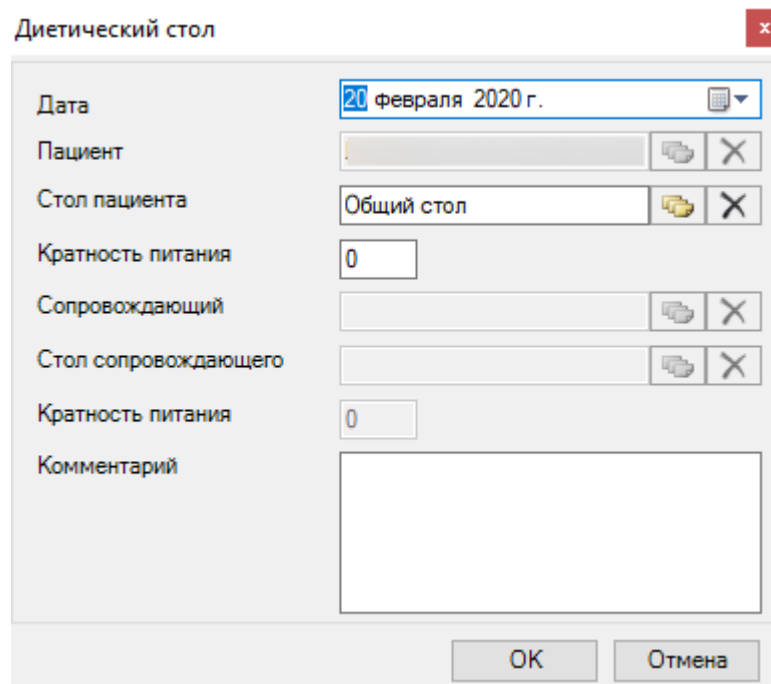 Диетический стол
x
Дата 20 февраля 2020 г.
Пациент
Стол пациента Общий стол
Кратность питания 0
Сопровождающий
Стол сопровождающего
Кратность питания 0
Комментарий
OK Отмена